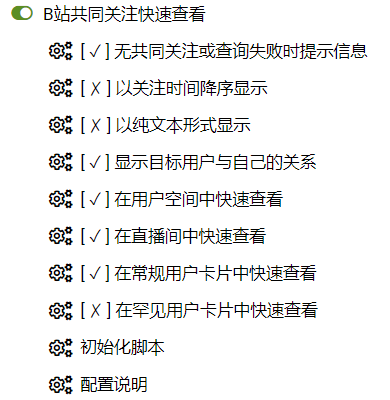 B站共同关注快速查看
[ ✓ ] 无共同关注或查询失败时提示信息
[ ✗ ] 以关注时间降序显示
[ ✗ ] 以纯文本形式显示
[ ✓ ] 显示目标用户与自己的关系
[ ✓ ] 在用户空间中快速查看
[ ✓ ] 在直播间中快速查看
[ ✓ ] 在常规用户卡片中快速查看
[ ✗ ] 在罕见用户卡片中快速查看
初始化脚本
配置说明